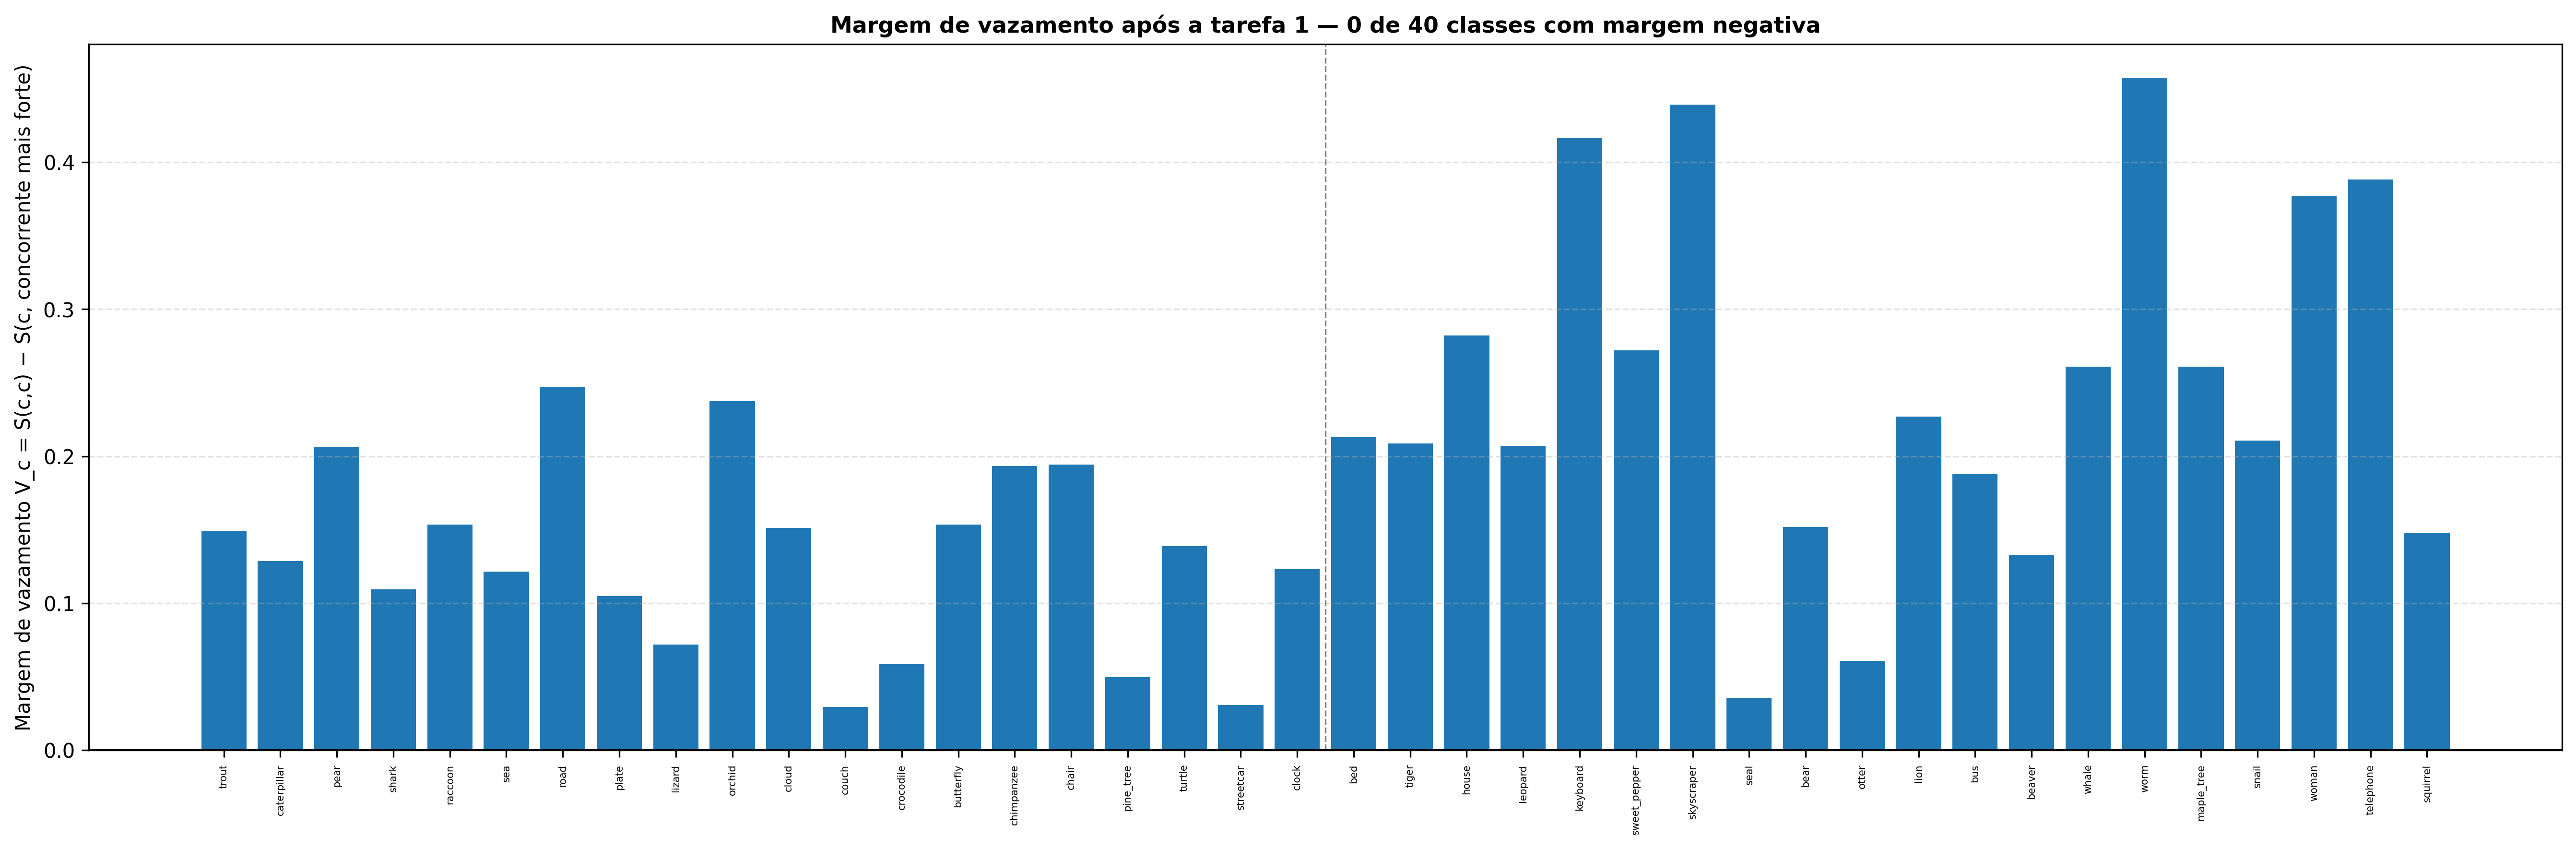 Margem de vazamento após a tarefa 1 — 0 de 40 classes com margem negativa
Margem de vazamento V_c = S(c,c) − S(c, concorrente mais forte)
0.4
0.3
0.2
0.1
0.0
trout
caterpillar
pear
shark
raccoon
sea
road
plate
lizard
orchid
cloud
couch
crocodile
butterfly
chimpanzee
chair
pine_tree
turtle
streetcar
clock
bed
tiger
house
leopard
keyboard
sweet_pepper
skyscraper
seal
bear
otter
lion
bus
beaver
whale
worm
maple_tree
snail
woman
telephone
squirrel